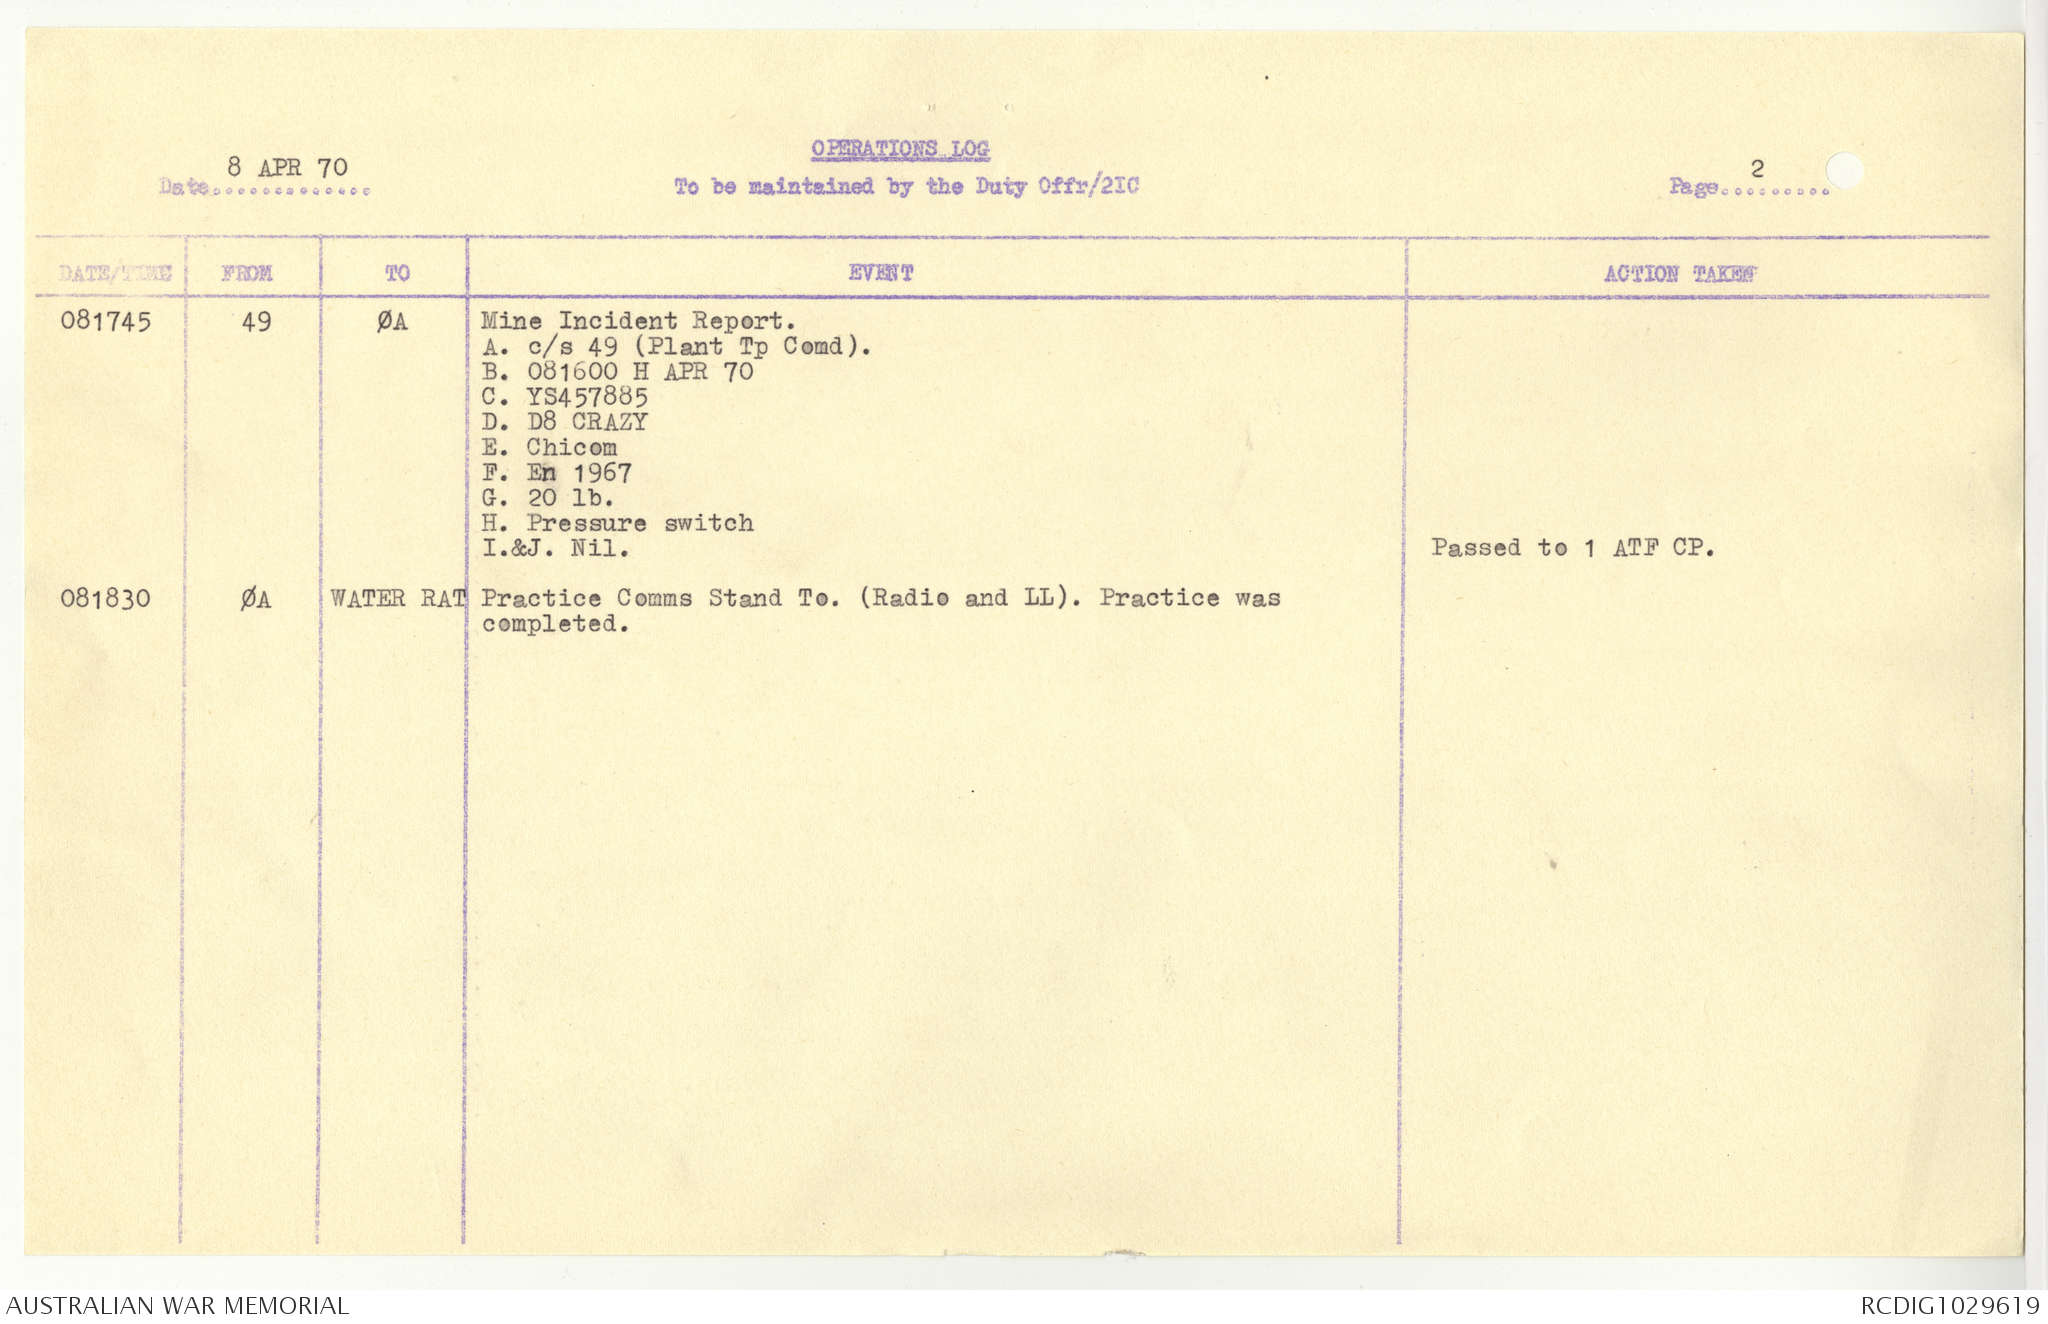 OPERATIONS LOG
Date.............. 8 APR 70
To be maintained by the Duty Offr/2IC
Page......... 2
DATE/TIME FROM TO EVENT ACTION TAKEN
081745 49 ØA Mine Incident Report.
A. c/s 49 (Plant Tp Comd).
B. 081600 H APR 70
C. YS457885
D. D8 CRAZY
E. Chicom
F. En 1967
G. 20 lb.
H. Pressure switch
I.&J. Nil. Passed to 1 ATF CP.
081830 ØA WATER RAT Practice Comms Stand To. (Radio and LL). Practice was
completed.
AUSTRALIAN WAR MEMORIAL RCDIG1029619